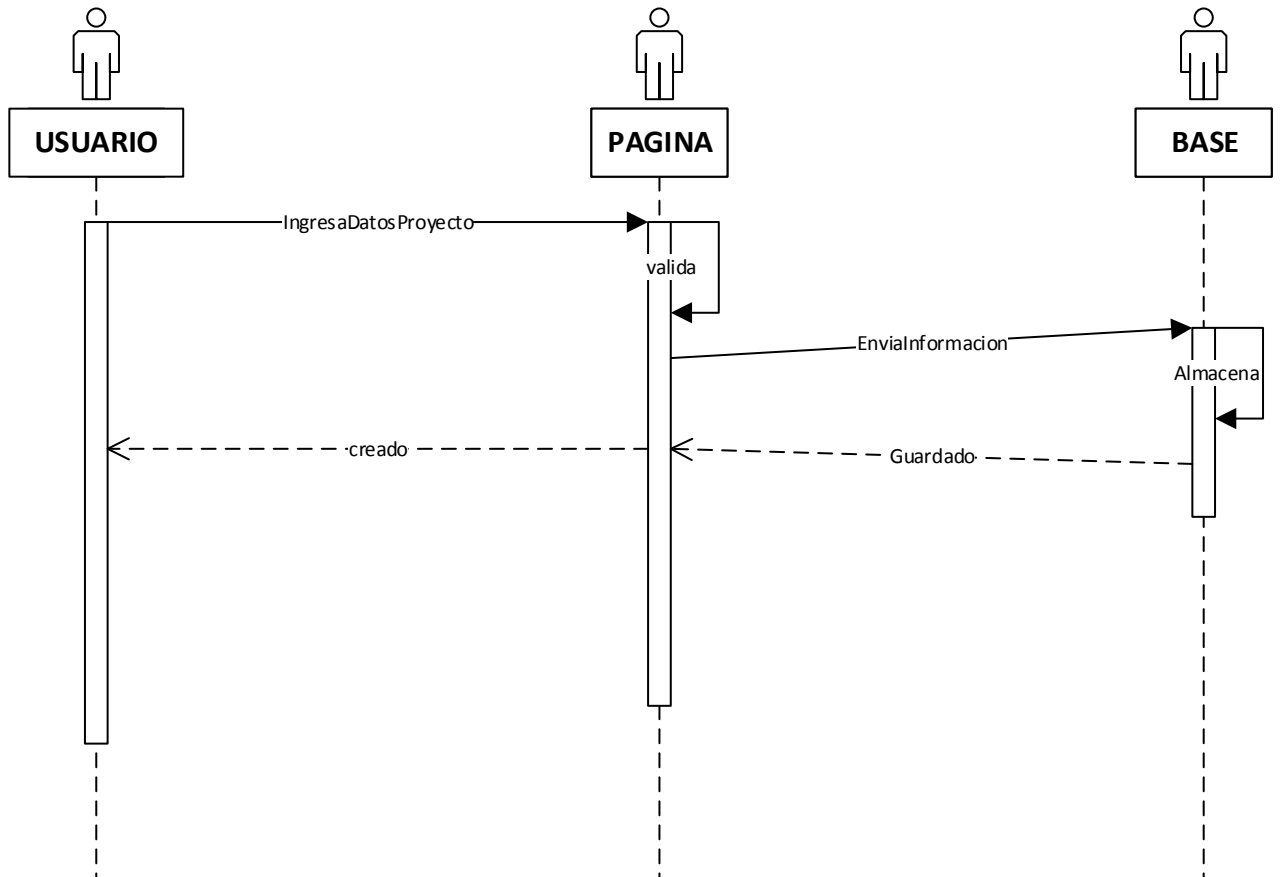 USUARIO
PAGINA
BASE
IngresaDatosProyecto
valida
EnviaInformacion
Almacena
creado
Guardado